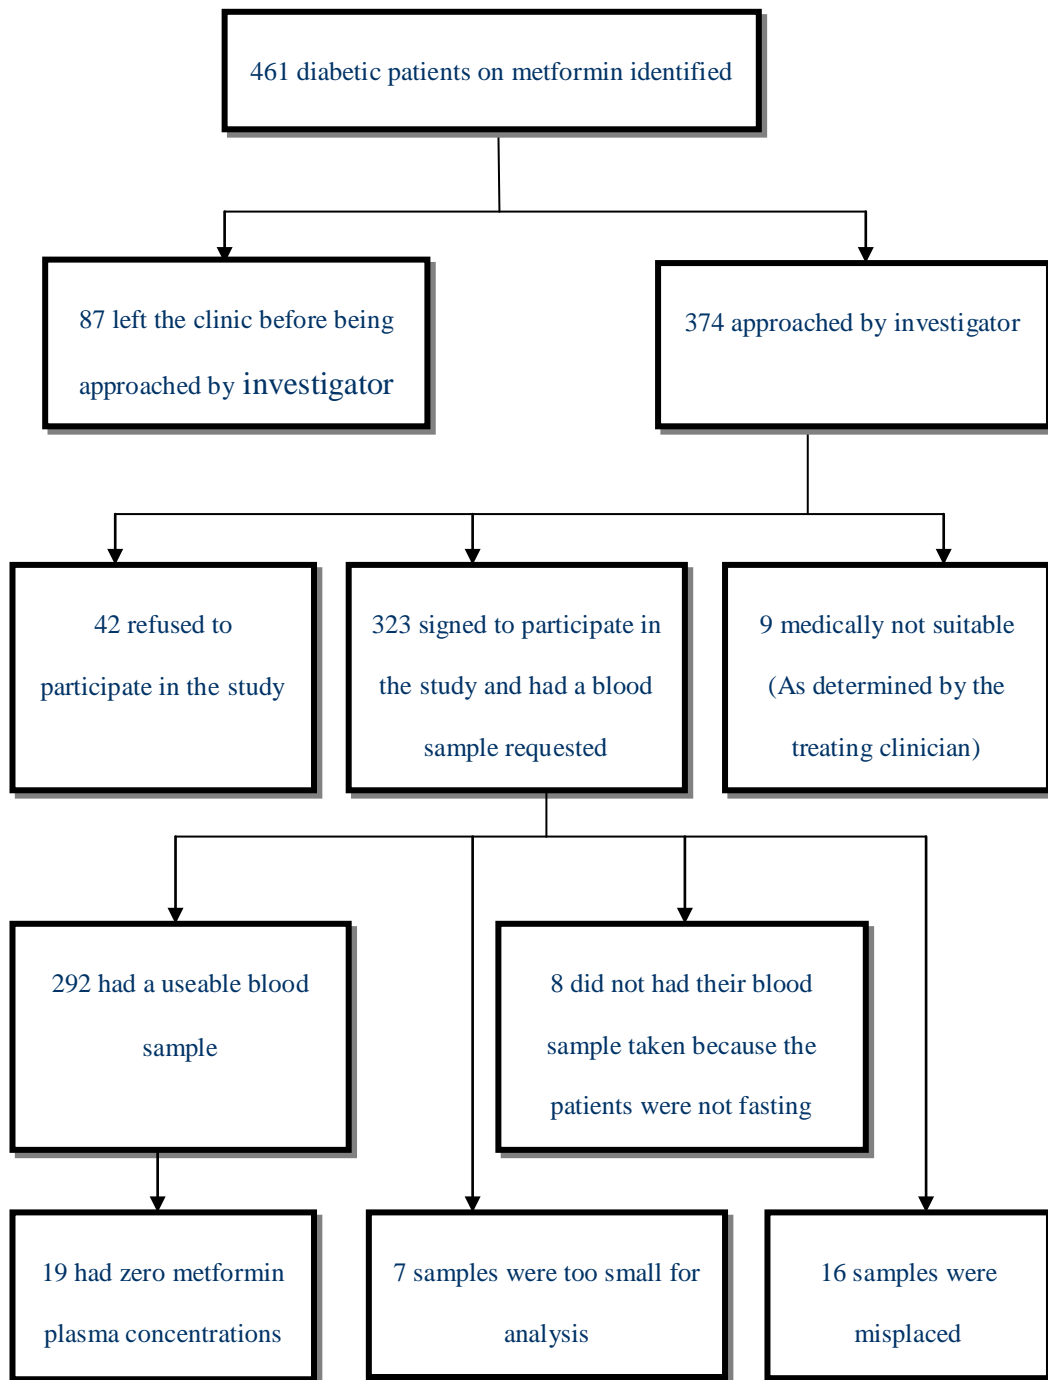 461 diabetic patients on metformin identified
87 left the clinic before being
approached by investigator
374 approached by investigator
42 refused to
participate in the study
323 signed to participate in
the study and had a blood
sample requested
9 medically not suitable
(As determined by the
treating clinician)
292 had a useable blood
sample
8 did not had their blood
sample taken because the
patients were not fasting
19 had zero metformin
plasma concentrations
7 samples were too small for
analysis
16 samples were
misplaced